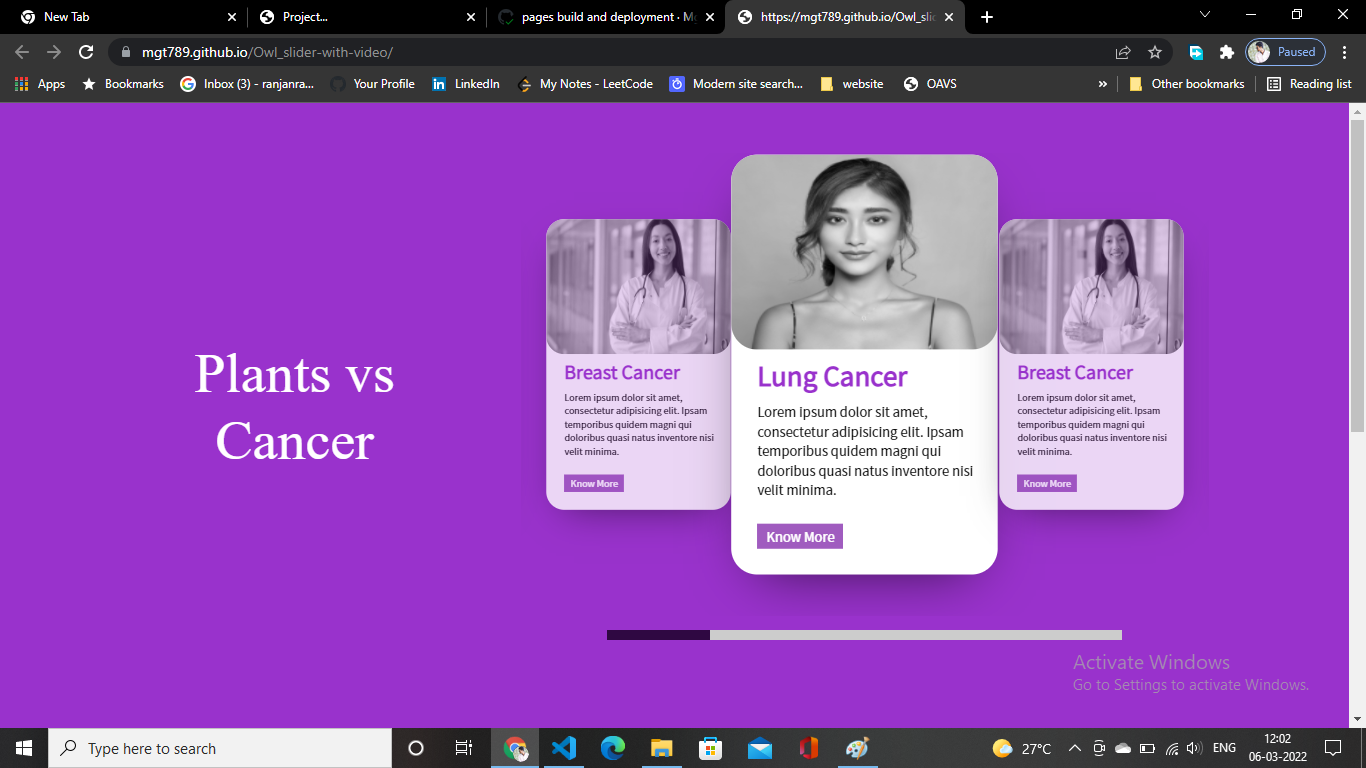 New Tab
Project...
pages build and deployment · M
https://mgt789.github.io/Owl_slid
mgt789.github.io/Owl_slider-with-video/
Paused
Apps
Bookmarks
Inbox (3) - ranjanra...
Your Profile
LinkedIn
My Notes - LeetCode
Modern site search...
website
OAVS
»
Other bookmarks
Reading list
Plants vs
Cancer
Breast Cancer
Lorem ipsum dolor sit amet,
consectetur adipisicing elit. Ipsam
temporibus quidem magni qui
doloribus quasi natus inventore nisi
velit minima.
Know More
Lung Cancer
Lorem ipsum dolor sit amet,
consectetur adipisicing elit. Ipsam
temporibus quidem magni qui
doloribus quasi natus inventore nisi
velit minima.
Know More
Breast Cancer
Lorem ipsum dolor sit amet,
consectetur adipisicing elit. Ipsam
temporibus quidem magni qui
doloribus quasi natus inventore nisi
velit minima.
Know More
Activate Windows
Go to Settings to activate Windows.
Type here to search
27°C
ENG
12:02
06-03-2022